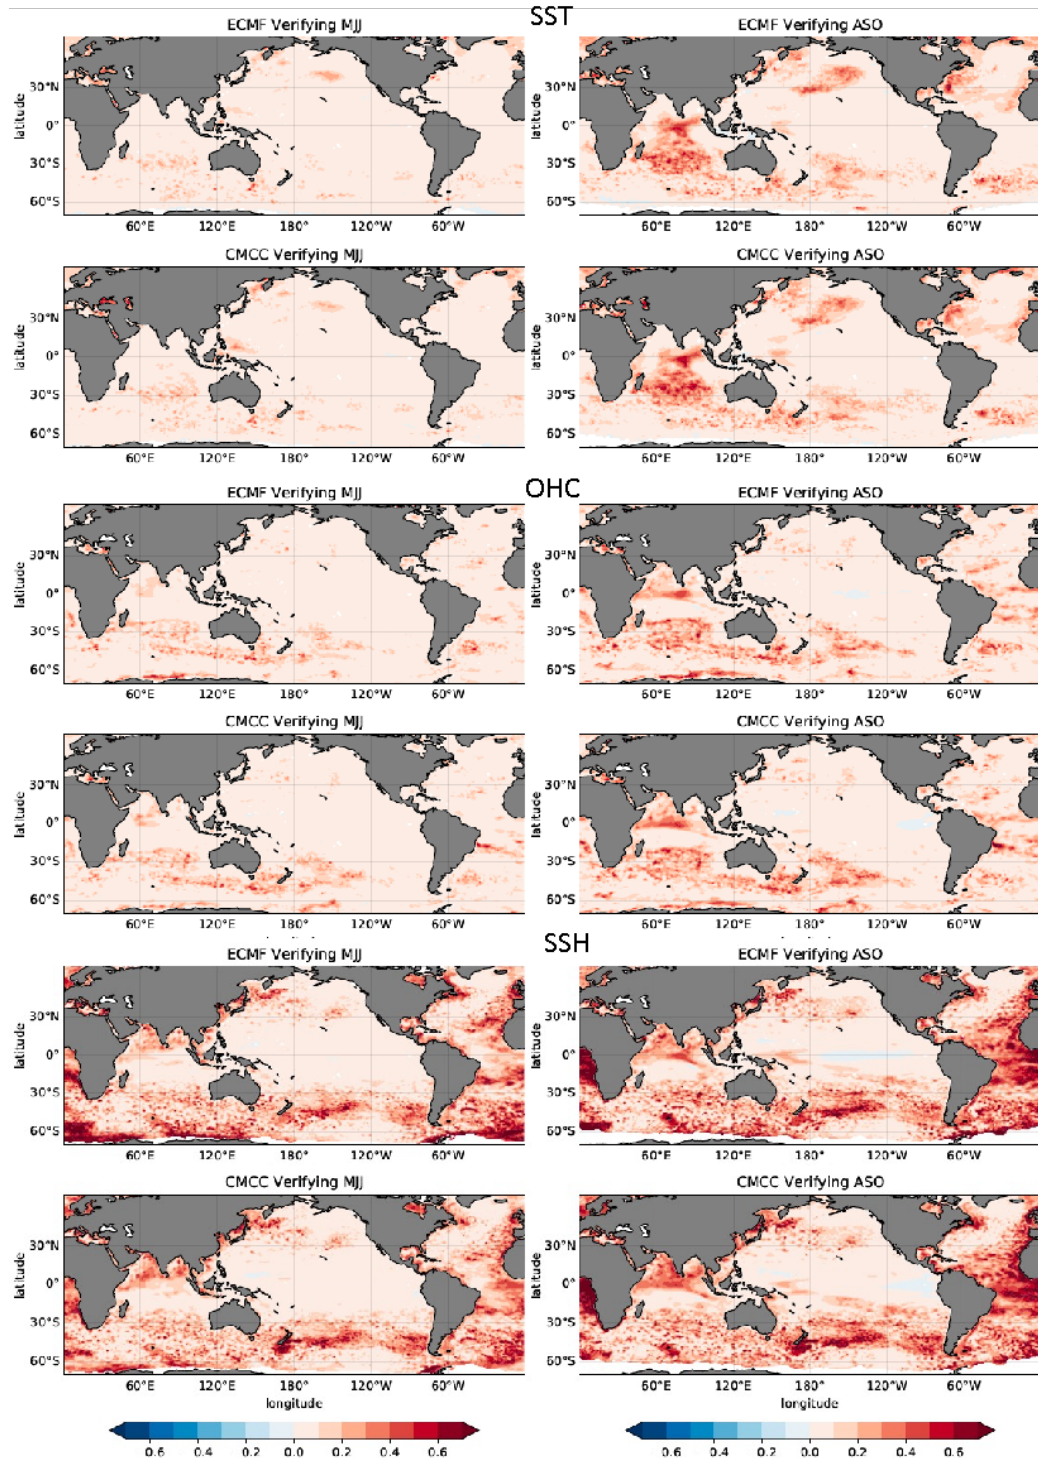 SST
ECMF Verifying MJJ
ECMF Verifying ASO
latitude
30°N
0°
30°S
60°S
60°E 120°E 180° 120°W 60°W
latitude
30°N
0°
30°S
60°S
60°E 120°E 180° 120°W 60°W
CMCC Verifying MJJ
CMCC Verifying ASO
latitude
30°N
0°
30°S
60°S
60°E 120°E 180° 120°W 60°W
latitude
30°N
0°
30°S
60°S
60°E 120°E 180° 120°W 60°W
OHC
ECMF Verifying MJJ
ECMF Verifying ASO
latitude
30°N
0°
30°S
60°S
60°E 120°E 180° 120°W 60°W
latitude
30°N
0°
30°S
60°S
60°E 120°E 180° 120°W 60°W
CMCC Verifying MJJ
CMCC Verifying ASO
latitude
30°N
0°
30°S
60°S
60°E 120°E 180° 120°W 60°W
latitude
30°N
0°
30°S
60°S
60°E 120°E 180° 120°W 60°W
SSH
ECMF Verifying MJJ
ECMF Verifying ASO
latitude
30°N
0°
30°S
60°S
60°E 120°E 180° 120°W 60°W
latitude
30°N
0°
30°S
60°S
60°E 120°E 180° 120°W 60°W
CMCC Verifying MJJ
CMCC Verifying ASO
latitude
30°N
0°
30°S
60°S
60°E 120°E 180° 120°W 60°W
longitude
latitude
30°N
0°
30°S
60°S
60°E 120°E 180° 120°W 60°W
longitude
0.6 0.4 0.2 0.0 0.2 0.4 0.6
0.6 0.4 0.2 0.0 0.2 0.4 0.6